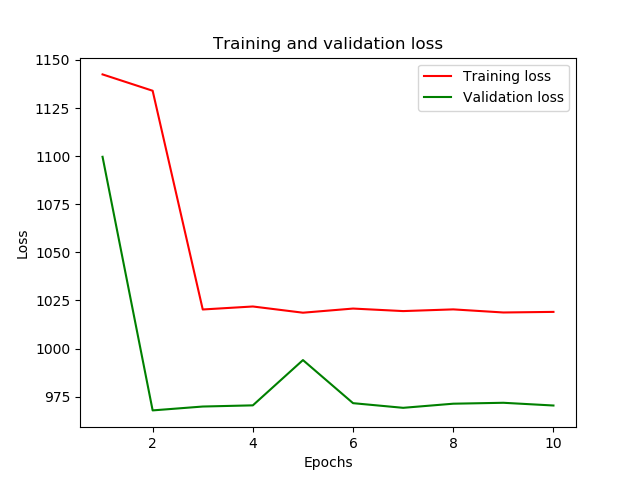 Training and validation loss
Training loss
Validation loss
1150
1125
1100
1075
1050
1025
1000
975
Loss
2 4 6 8 10
Epochs